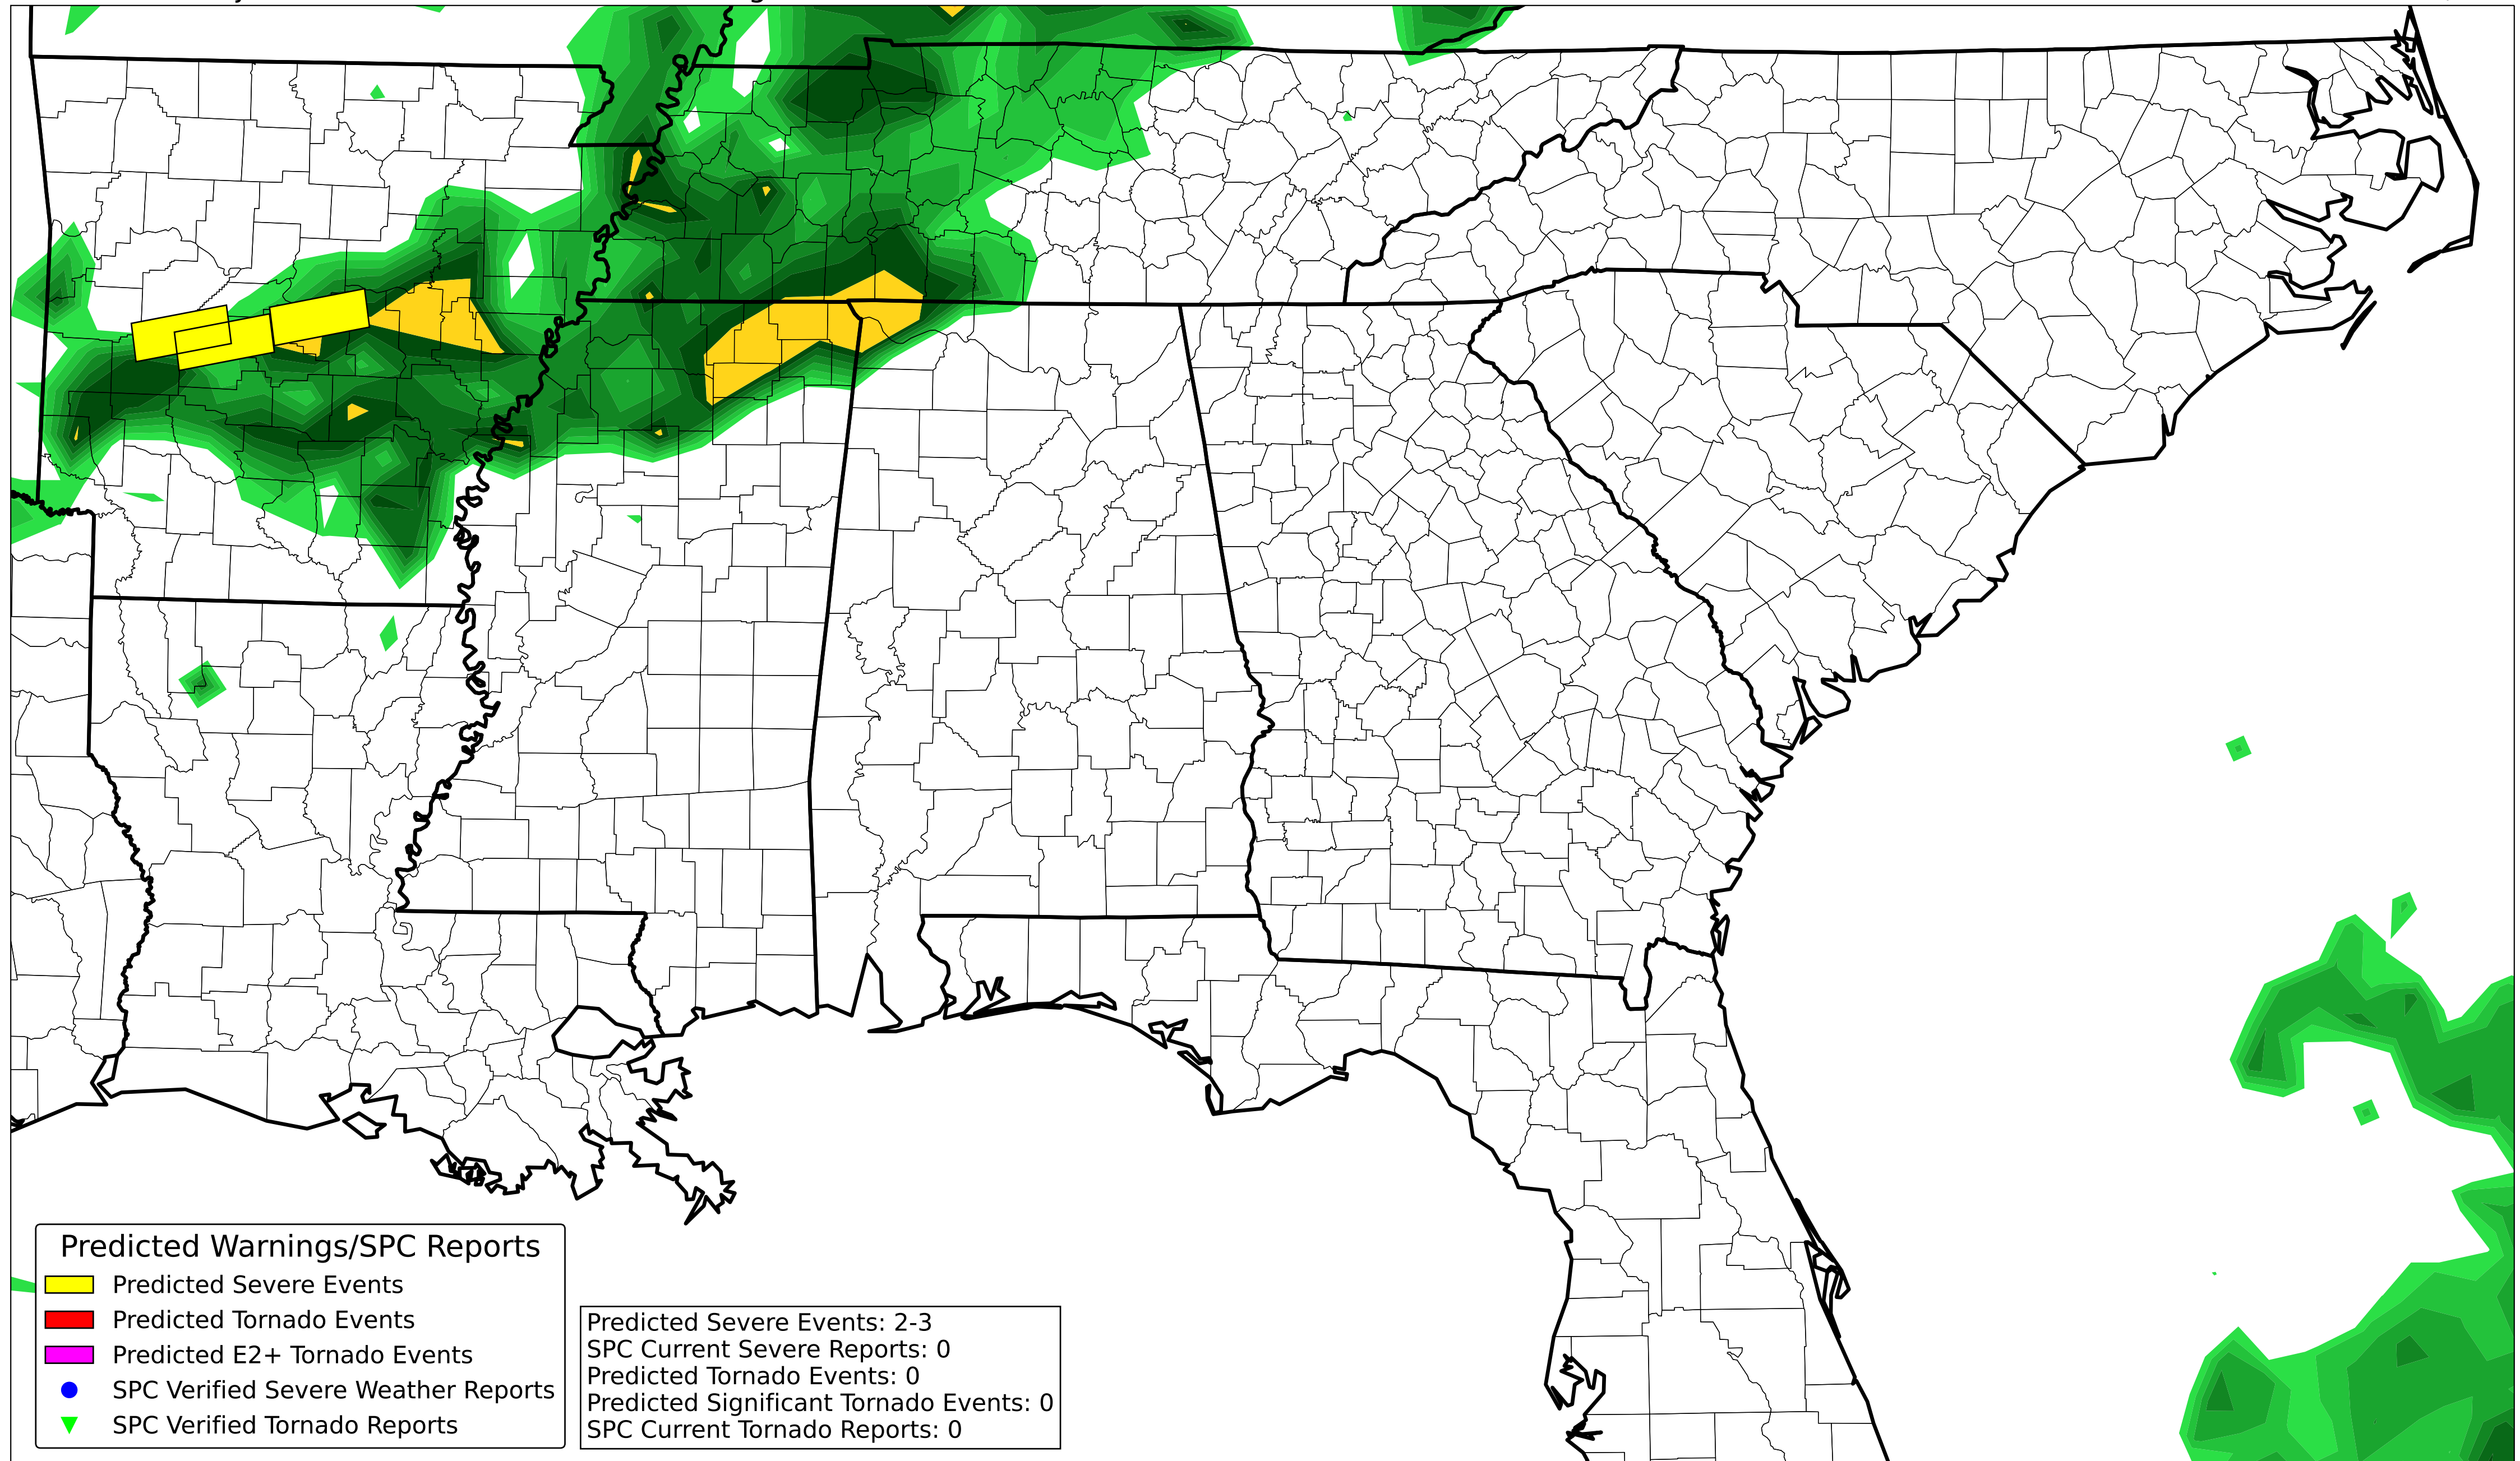 Predicted Warnings/SPC Reports
Predicted Severe Events
Predicted Tornado Events
Predicted E2+ Tornado Events
SPC Verified Severe Weather Reports
SPC Verified Tornado Reports
Predicted Severe Events: 2-3
SPC Current Severe Reports: 0
Predicted Tornado Events: 0
Predicted Significant Tornado Events: 0
SPC Current Tornado Reports: 0